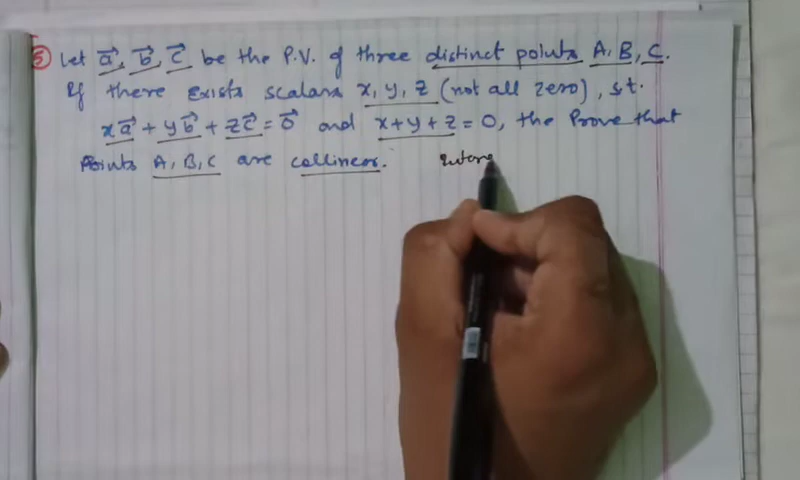 ⑤ Let a⃗, b⃗, c⃗ be the P.V. of three distinct points A, B, C.
If there exists scalars x, y, z (not all zero), s.t.
xa⃗ + yb⃗ + zc⃗ = 0⃗ and x+y+z = 0, the Prove that
Points A, B, C are collinear.